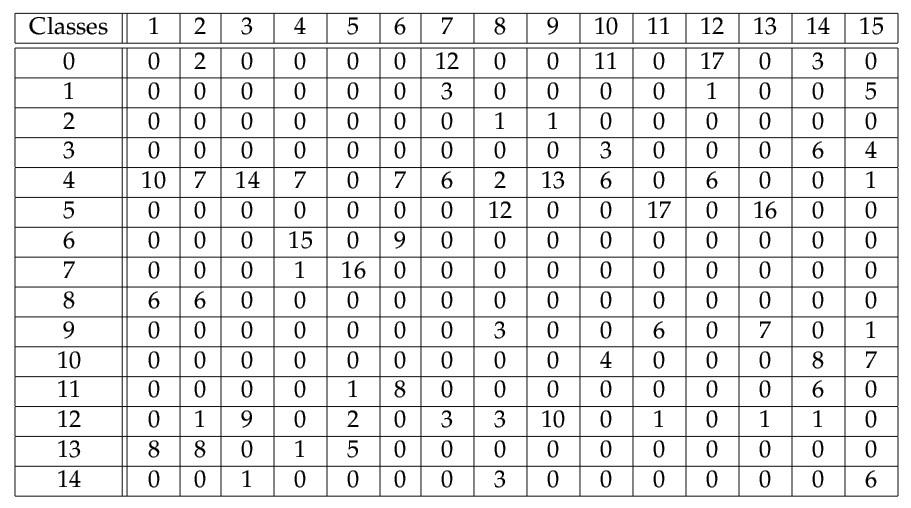 Classes 1 2 3 4 5 6 7 8 9 10 11 12 13 14 15
0 0 2 0 0 0 0 12 0 0 11 0 17 0 3 0
1 0 0 0 0 0 0 3 0 0 0 0 1 0 0 5
2 0 0 0 0 0 0 0 1 1 0 0 0 0 0 0
3 0 0 0 0 0 0 0 0 0 3 0 0 0 6 4
4 10 7 14 7 0 7 6 2 13 6 0 6 0 0 1
5 0 0 0 0 0 0 0 12 0 0 17 0 16 0 0
6 0 0 0 15 0 9 0 0 0 0 0 0 0 0 0
7 0 0 0 1 16 0 0 0 0 0 0 0 0 0 0
8 6 6 0 0 0 0 0 0 0 0 0 0 0 0 0
9 0 0 0 0 0 0 0 3 0 0 6 0 7 0 1
10 0 0 0 0 0 0 0 0 0 4 0 0 0 8 7
11 0 0 0 0 1 8 0 0 0 0 0 0 0 6 0
12 0 1 9 0 2 0 3 3 10 0 1 0 1 1 0
13 8 8 0 1 5 0 0 0 0 0 0 0 0 0 0
14 0 0 1 0 0 0 0 3 0 0 0 0 0 0 6